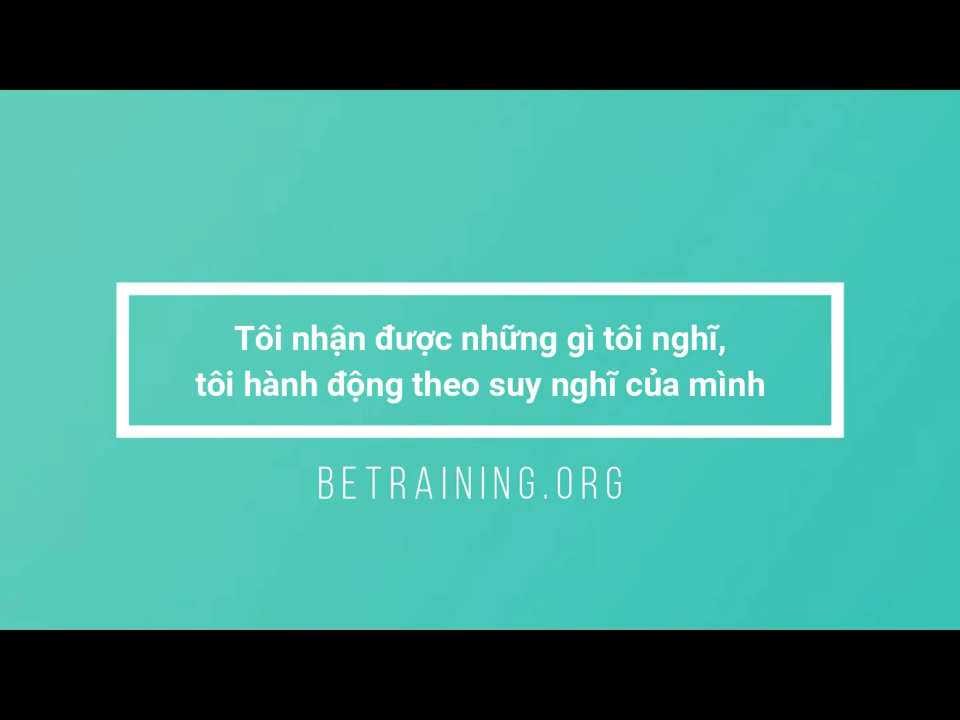 Tôi nhận được những gì tôi nghĩ,
tôi hành động theo suy nghĩ của mình
BETRAINING.ORG